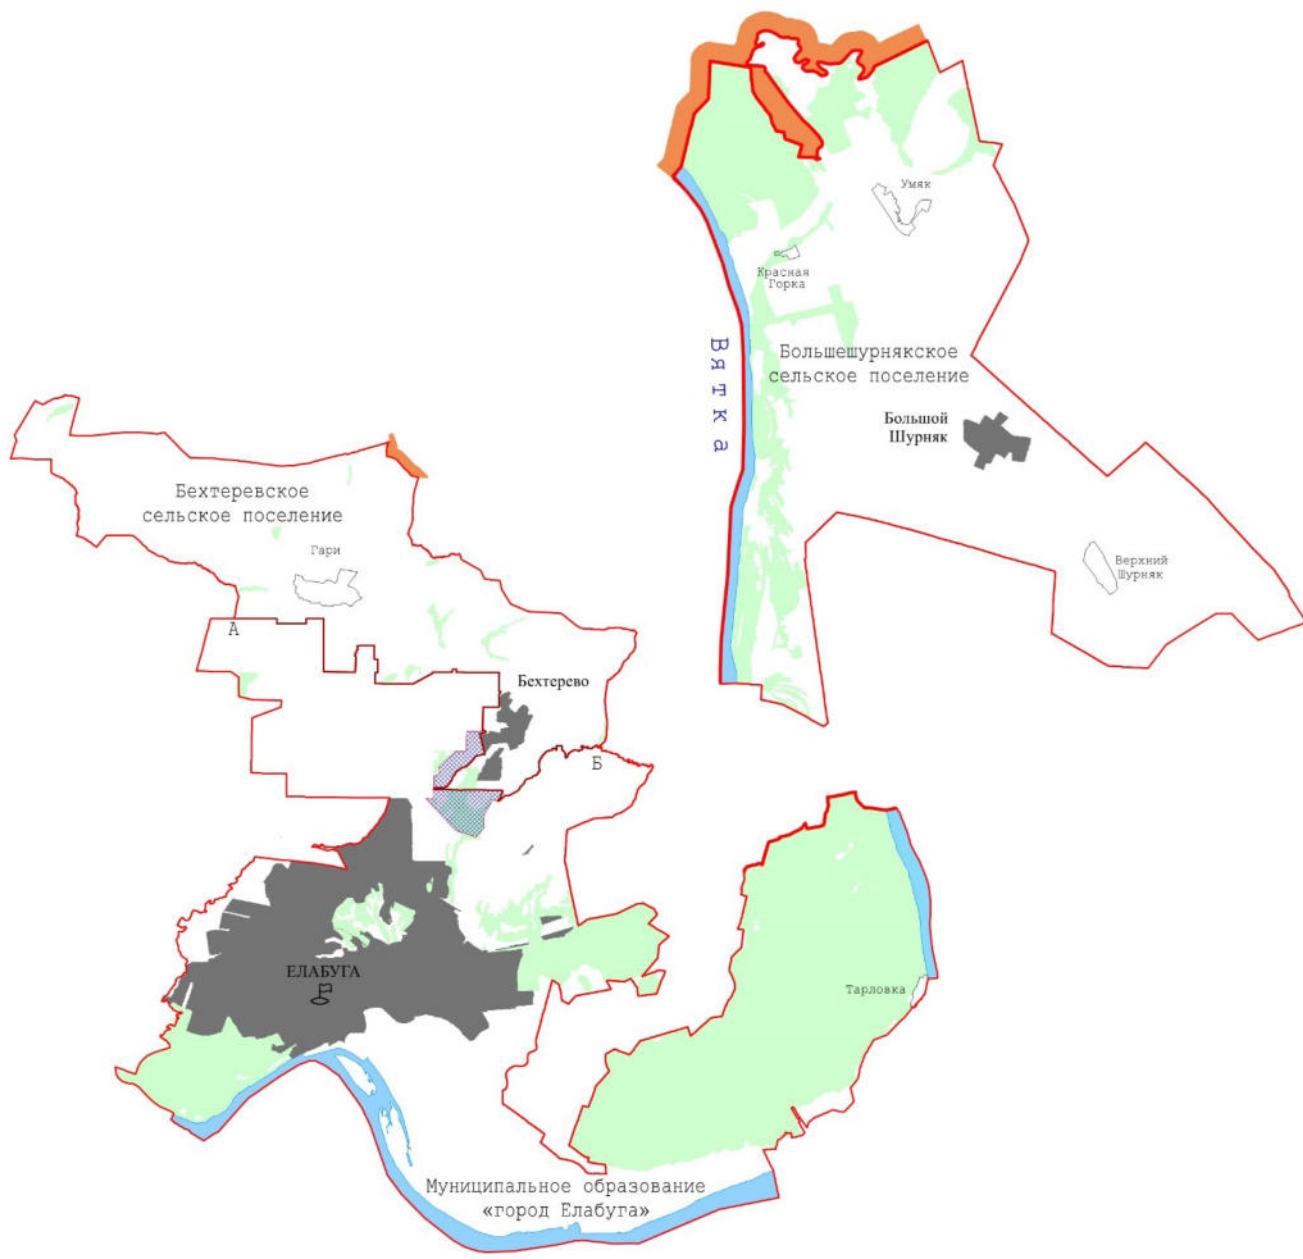 Умяк
Красная
Горка
Вятка
Большешурнякское
сельское поселение
Большой
Шурняк
Верхний
Шурняк
Бехтеревское
сельское поселение
Гари
А
Бехтерево
Б
ЕЛАБУГА
Тарловка
Муниципальное образование
«город Елабуга»